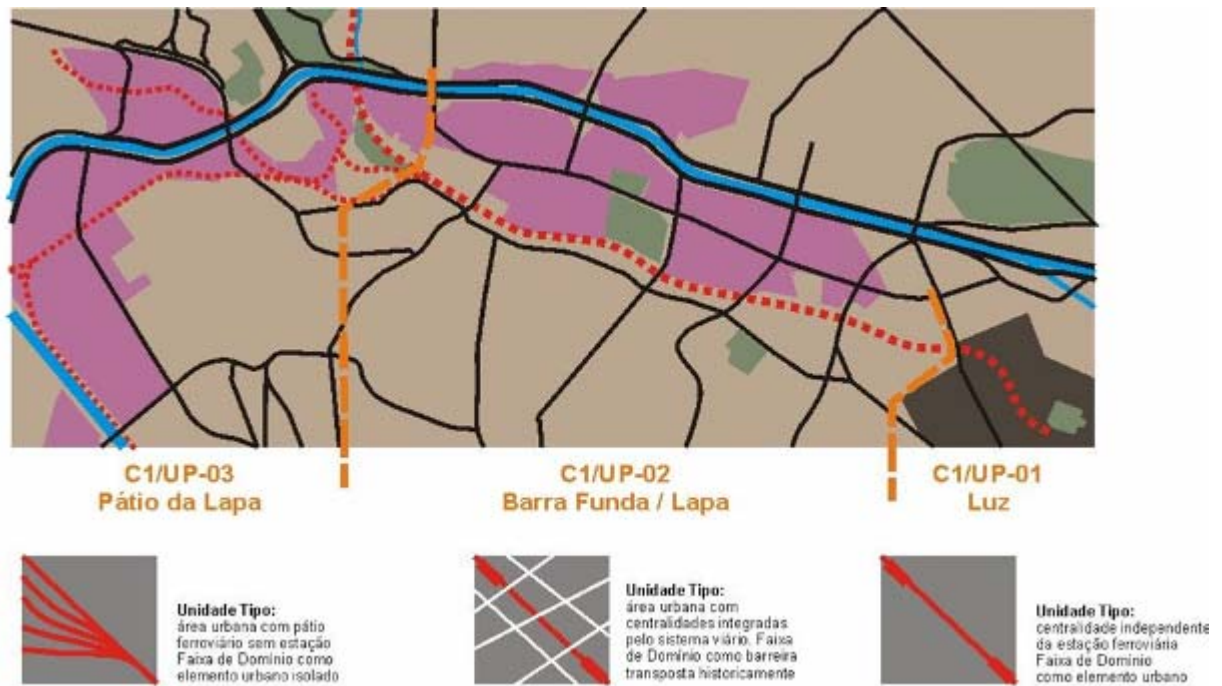 C1/UP-03
Pátio da Lapa
C1/UP-02
Barra Funda / Lapa
C1/UP-01
Luz
Unidade Tipo:
área urbana com pátio
ferroviário sem estação
Faixa de Domínio como
elemento urbano isolado
Unidade Tipo:
área urbana com
centralidades integradas
pelo sistema viário. Faixa
de Domínio como barreira
transposta historicamente
Unidade Tipo:
centralidade independente
da estação ferroviária
Faixa de Domínio
como elemento urbano